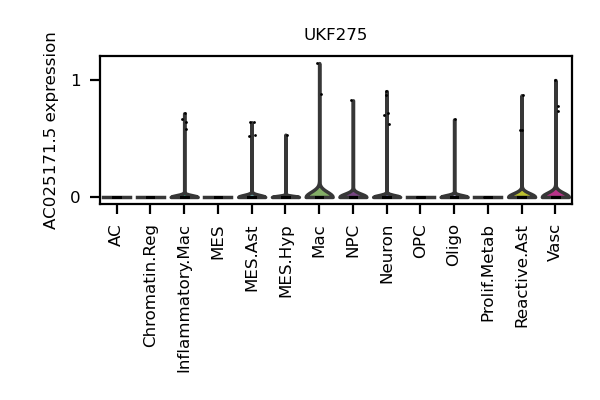 UKF275
AC025171.5 expression
1
0
AC
Chromatin.Reg
Inflammatory.Mac
MES
MES.Ast
MES.Hyp
Mac
NPC
Neuron
OPC
Oligo
Prolif.Metab
Reactive.Ast
Vasc